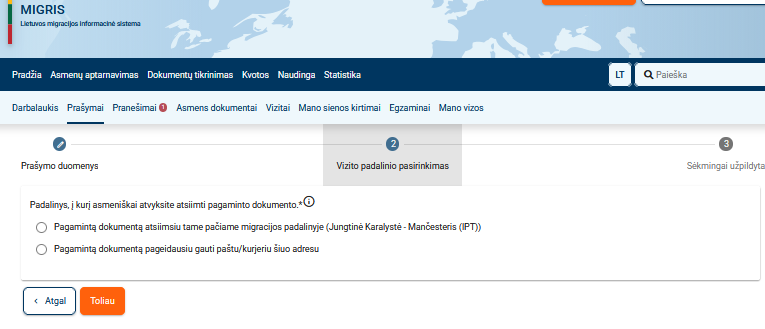 MIGRIS
Lietuvos migracijos informacinė sistema
Pradžia Asmenų aptarnavimas Dokumentų tikrinimas Kvotos Naudinga Statistika LT Paieška
Darbalaukis Prašymai Pranešimai 1 Asmens dokumentai Vizitai Mano sienos kirtimai Egzaminai Mano vizos
2 3
Prašymo duomenys Vizito padalinio pasirinkimas Sėkmingai užpildyta
Padalinys, į kurį asmeniškai atvyksite atsiimti pagaminto dokumento.*
Pagamintą dokumentą atsiimsiu tame pačiame migracijos padalinyje (Jungtinė Karalystė - Mančesteris (IPT))
Pagamintą dokumentą pageidausiu gauti paštu/kurjeriu šiuo adresu
‹ Atgal Toliau